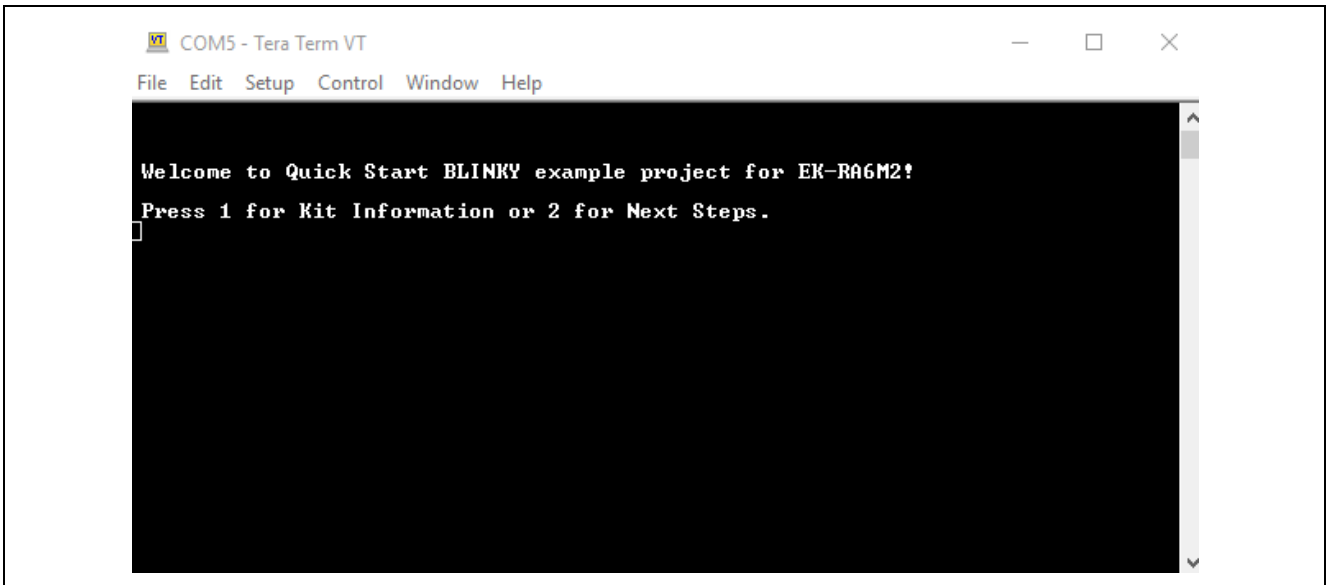 COM5 - Tera Term VT
File Edit Setup Control Window Help
Welcome to Quick Start BLINKY example project for EK-RA6M2!
Press 1 for Kit Information or 2 for Next Steps.